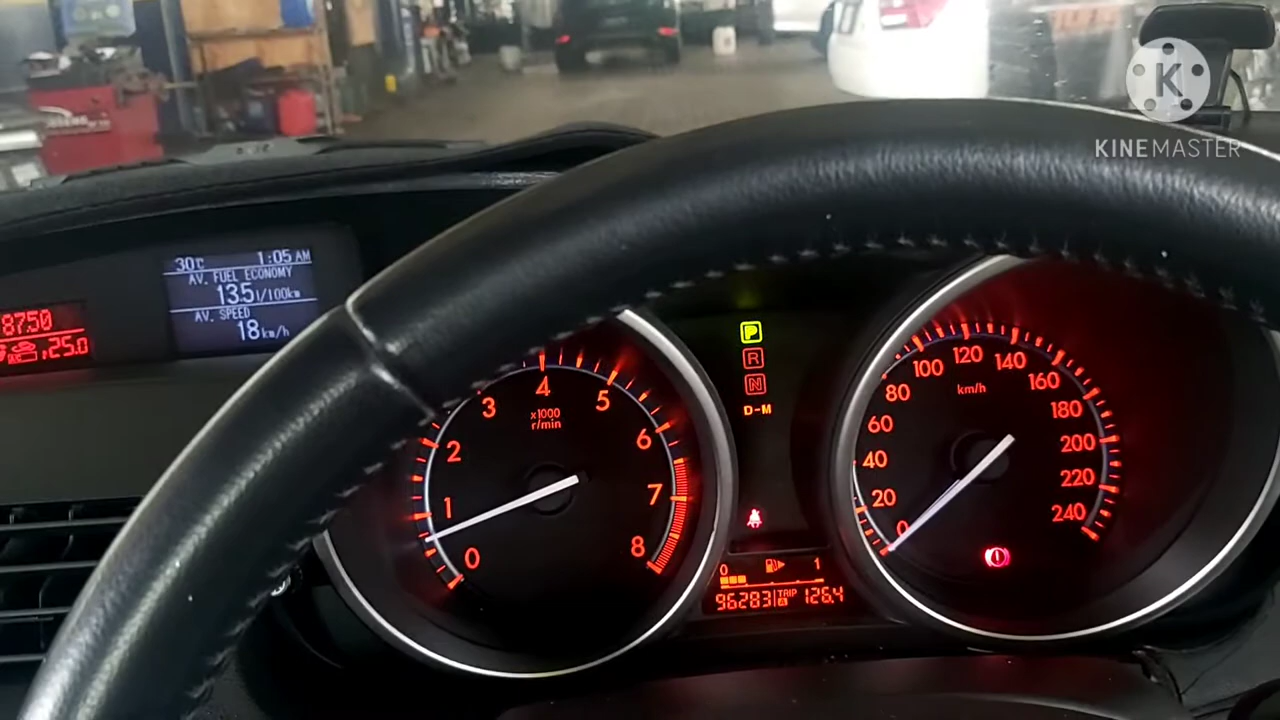 K
KINEMASTER
30℃ 1:05 AM
AV. FUEL ECONOMY
13.5 l/100km
AV. SPEED
18 km/h
87.50
A/C 25.0
0 1 2 3 4 5 6 7 8
x1000
r/min
P
R
N
D-M
0 20 40 60 80 100 120 140 160 180 200 220 240
km/h
0 1
96283 TRIP A 126.4